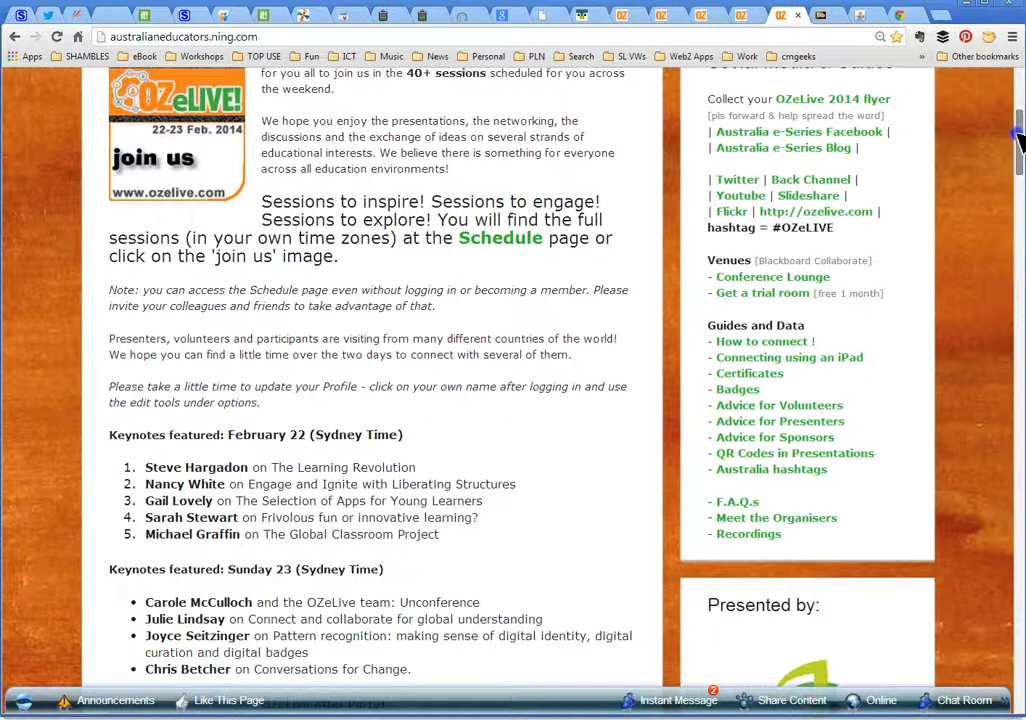 australianeducators.ning.com
Apps
SHAMBLES
eBook
Workshops
TOP USE
Fun
ICT
Music
News
Personal
PLN
Search
SL VWs
Web2 Apps
Work
cmgeeks
»
Other bookmarks
OZeLIVE!
22-23 Feb. 2014
join us
www.ozelive.com
for you all to join us in the 40+ sessions scheduled for you across
the weekend.
We hope you enjoy the presentations, the networking, the
discussions and the exchange of ideas on several strands of
educational interests. We believe there is something for everyone
across all education environments!
Sessions to inspire! Sessions to engage!
Sessions to explore! You will find the full
sessions (in your own time zones) at the Schedule page or
click on the 'join us' image.
Note: you can access the Schedule page even without logging in or becoming a member. Please
invite your colleagues and friends to take advantage of that.
Presenters, volunteers and participants are visiting from many different countries of the world!
We hope you can find a little time over the two days to connect with several of them.
Please take a little time to update your Profile - click on your own name after logging in and use
the edit tools under options.
Keynotes featured: February 22 (Sydney Time)
1. Steve Hargadon on The Learning Revolution
2. Nancy White on Engage and Ignite with Liberating Structures
3. Gail Lovely on The Selection of Apps for Young Learners
4. Sarah Stewart on Frivolous fun or innovative learning?
5. Michael Graffin on The Global Classroom Project
Keynotes featured: Sunday 23 (Sydney Time)
• Carole McCulloch and the OZeLive team: Unconference
• Julie Lindsay on Connect and collaborate for global understanding
• Joyce Seitzinger on Pattern recognition: making sense of digital identity, digital
curation and digital badges
• Chris Betcher on Conversations for Change.
Collect your OZeLive 2014 flyer
[pls forward & help spread the word]
| Australia e-Series Facebook |
| Australia e-Series Blog |
| Twitter | Back Channel |
| Youtube | Slideshare |
| Flickr | http://ozelive.com |
hashtag = #OZeLIVE
Venues [Blackboard Collaborate]
- Conference Lounge
- Get a trial room [free 1 month]
Guides and Data
- How to connect !
- Connecting using an iPad
- Certificates
- Badges
- Advice for Volunteers
- Advice for Presenters
- Advice for Sponsors
- QR Codes in Presentations
- Australia hashtags
- F.A.Q.s
- Meet the Organisers
- Recordings
Presented by:
Announcements
Like This Page
Instant Message
2
Share Content
Online
Chat Room